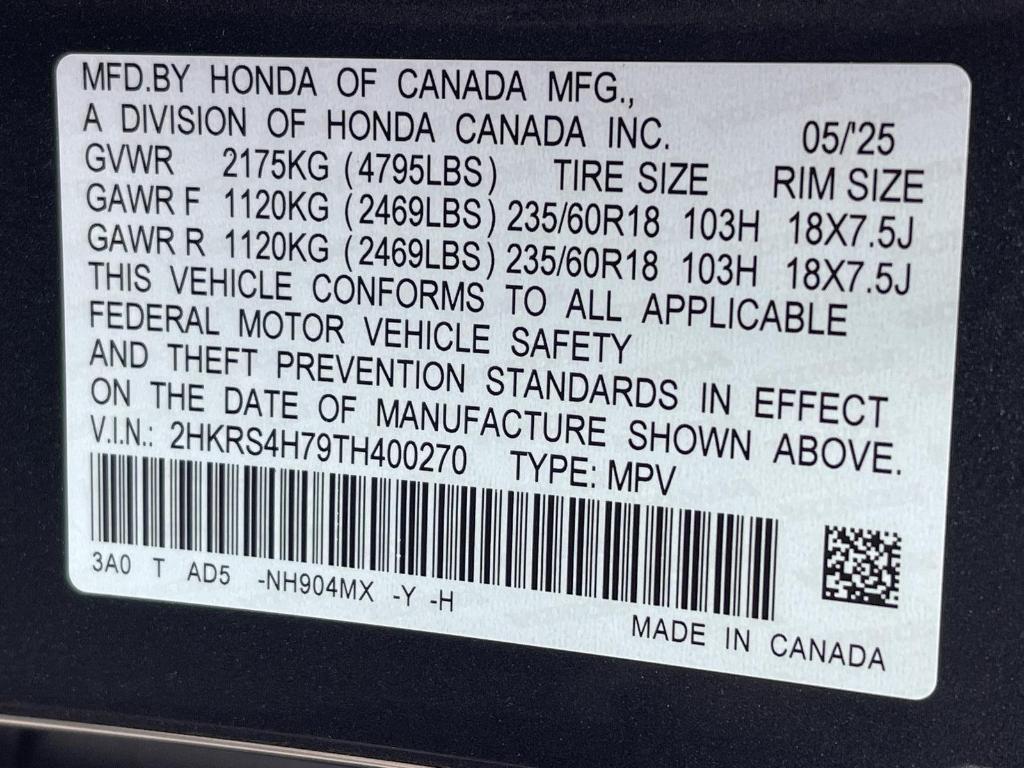 MFD.BY HONDA OF CANADA MFG.,
A DIVISION OF HONDA CANADA INC. 05/'25
GVWR 2175KG (4795LBS) TIRE SIZE RIM SIZE
GAWR F 1120KG (2469LBS) 235/60R18 103H 18X7.5J
GAWR R 1120KG (2469LBS) 235/60R18 103H 18X7.5J
THIS VEHICLE CONFORMS TO ALL APPLICABLE
FEDERAL MOTOR VEHICLE SAFETY
AND THEFT PREVENTION STANDARDS IN EFFECT
ON THE DATE OF MANUFACTURE SHOWN ABOVE.
V.I.N.: 2HKRS4H79TH400270 TYPE: MPV
3A0 T AD5 -NH904MX -Y -H
MADE IN CANADA